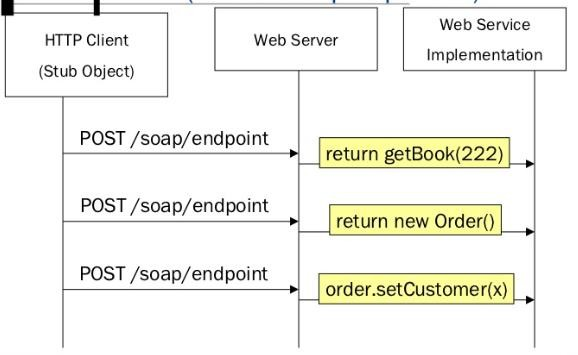 HTTP Client
(Stub Object)
Web Server
Web Service
Implementation
POST /soap/endpoint
return getBook(222)
POST /soap/endpoint
return new Order()
POST /soap/endpoint
order.setCustomer(x)